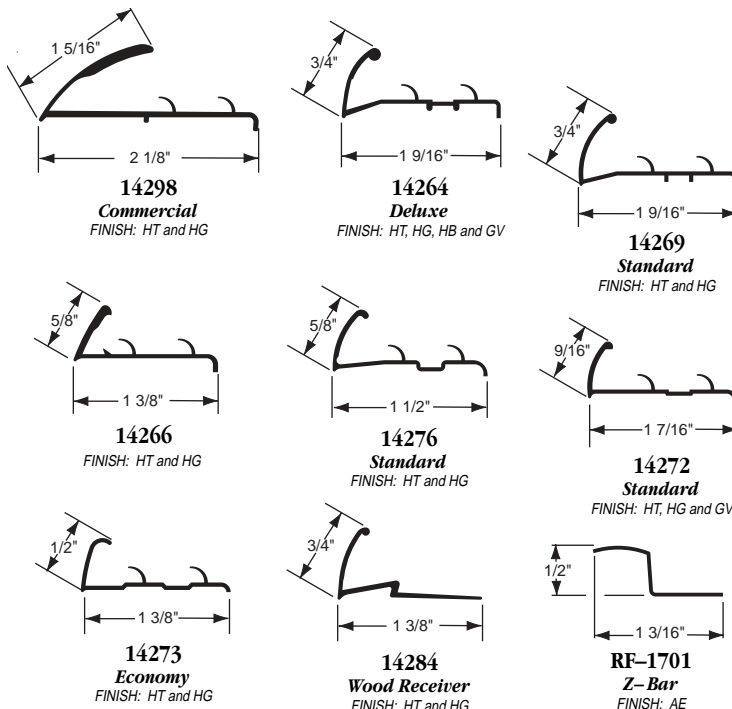 1 5/16"
2 1/8"
14298
Commercial
FINISH: HT and HG
3/4"
1 9/16"
14264
Deluxe
FINISH: HT, HG, HB and GV
3/4"
1 9/16"
14269
Standard
FINISH: HT and HG
5/8"
1 3/8"
14266
FINISH: HT and HG
5/8"
1 1/2"
14276
Standard
FINISH: HT and HG
9/16"
1 7/16"
14272
Standard
FINISH: HT, HG and GV
1/2"
1 3/8"
14273
Economy
FINISH: HT and HG
3/4"
1 3/8"
14284
Wood Receiver
FINISH: HT and HG
1/2"
1 3/16"
RF–1701
Z–Bar
FINISH: AE